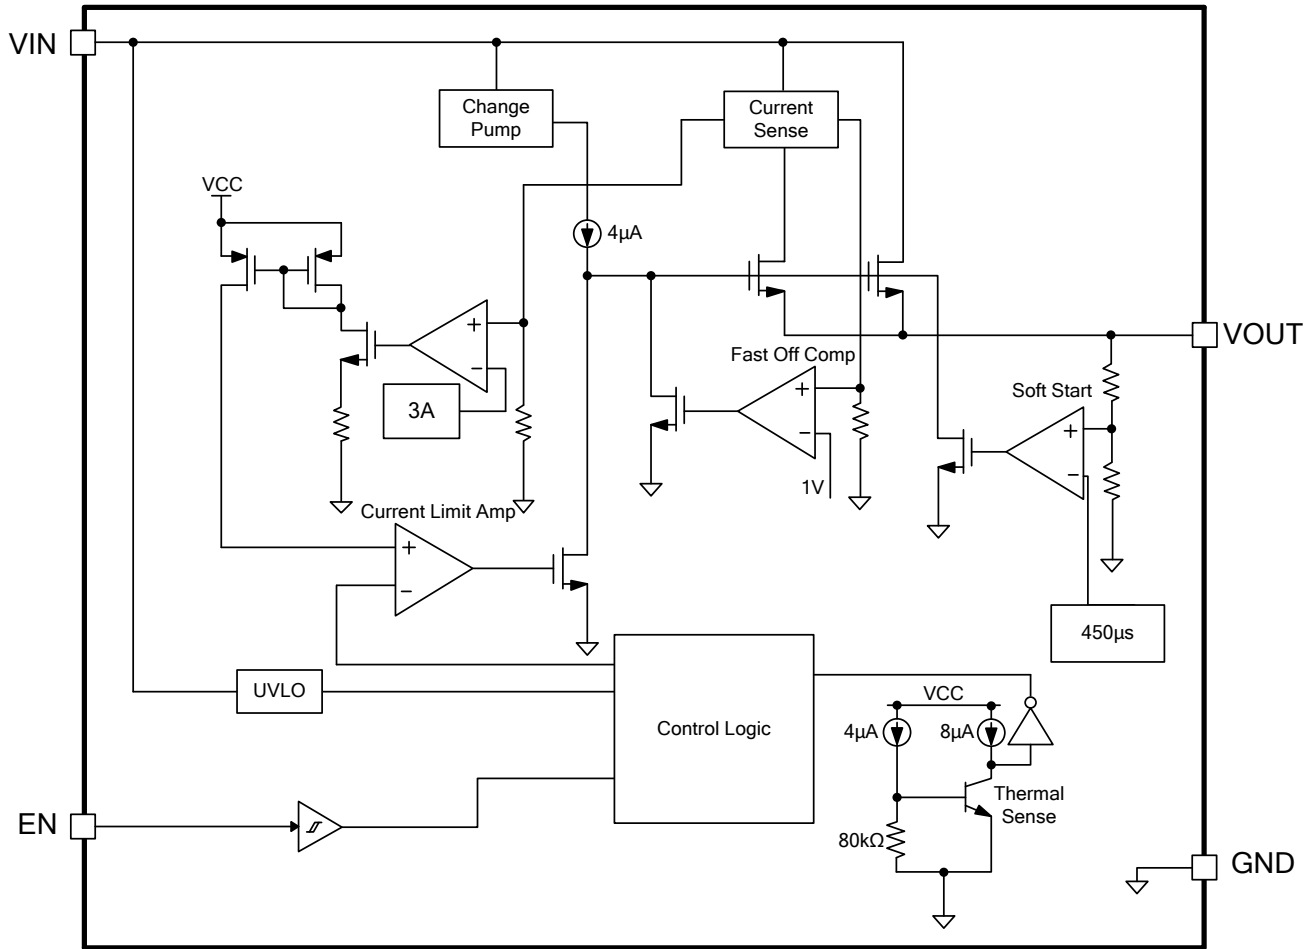 VIN
Change
Pump
Current
Sense
VCC
4µA
+
−
3A
Fast Off Comp
+
−
1V
VOUT
Soft Start
+
−
450µs
Current Limit Amp
+
−
UVLO
Control Logic
VCC
4µA
8µA
Thermal
Sense
80kΩ
EN
GND